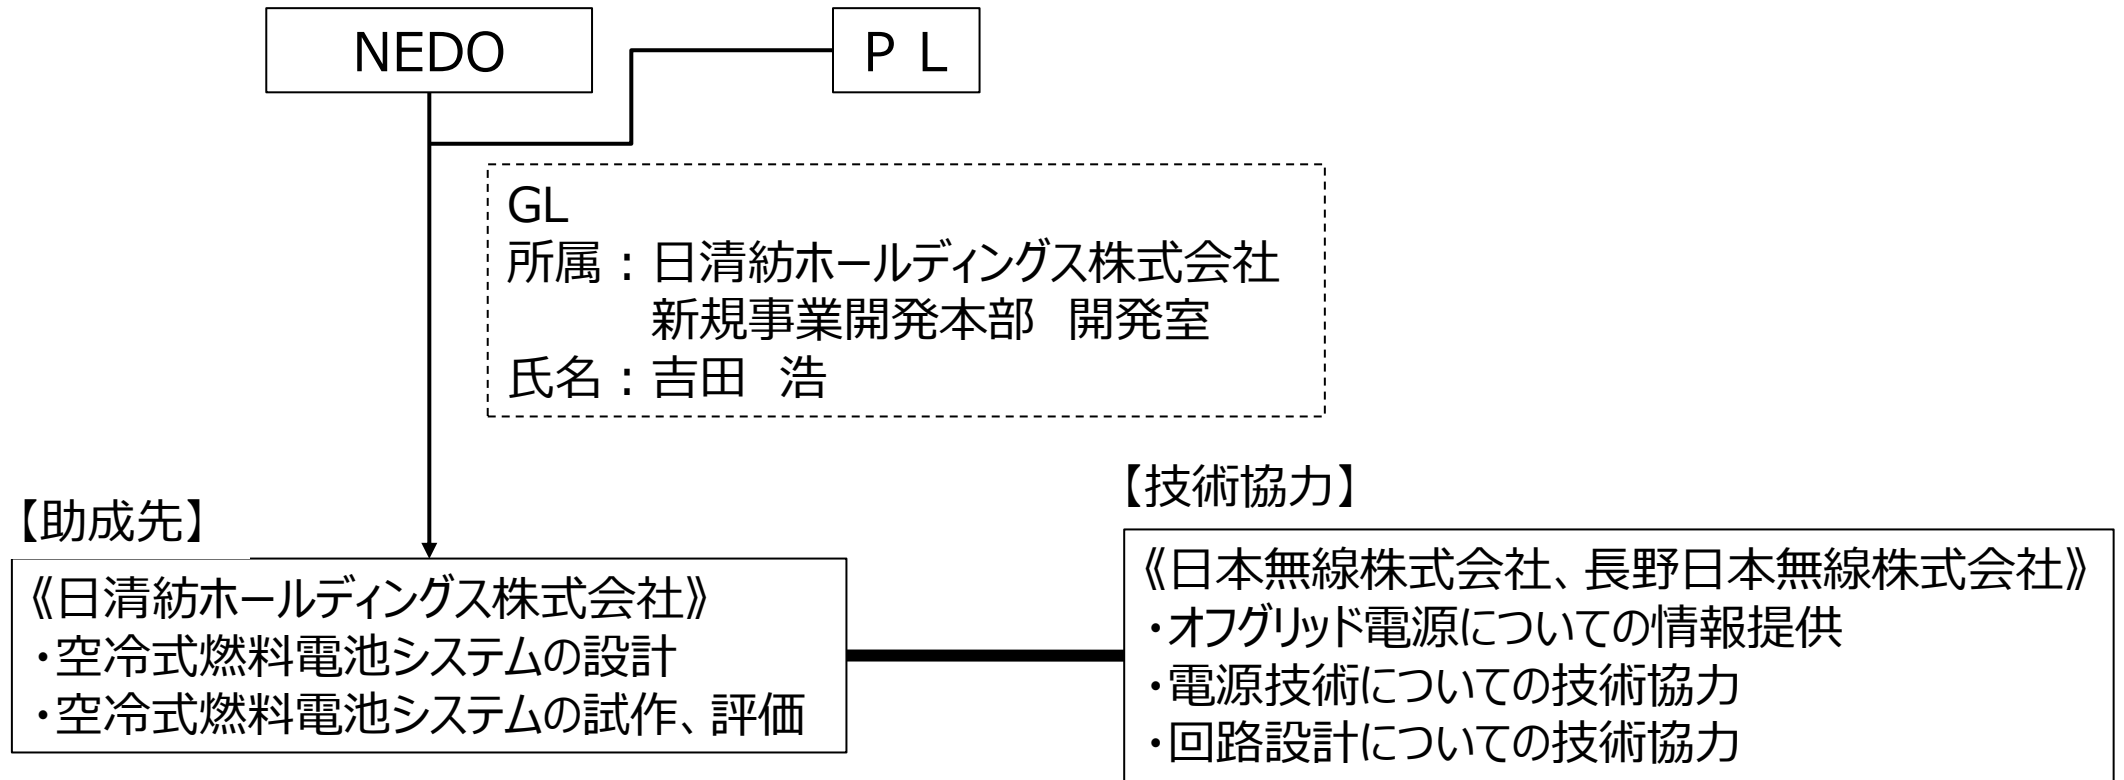 NEDO
P L
GL
所属：日清紡ホールディングス株式会社
新規事業開発本部　開発室
氏名：吉田　浩
【助成先】
《日清紡ホールディングス株式会社》
・空冷式燃料電池システムの設計
・空冷式燃料電池システムの試作、評価
【技術協力】
《日本無線株式会社、長野日本無線株式会社》
・オフグリッド電源についての情報提供
・電源技術についての技術協力
・回路設計についての技術協力